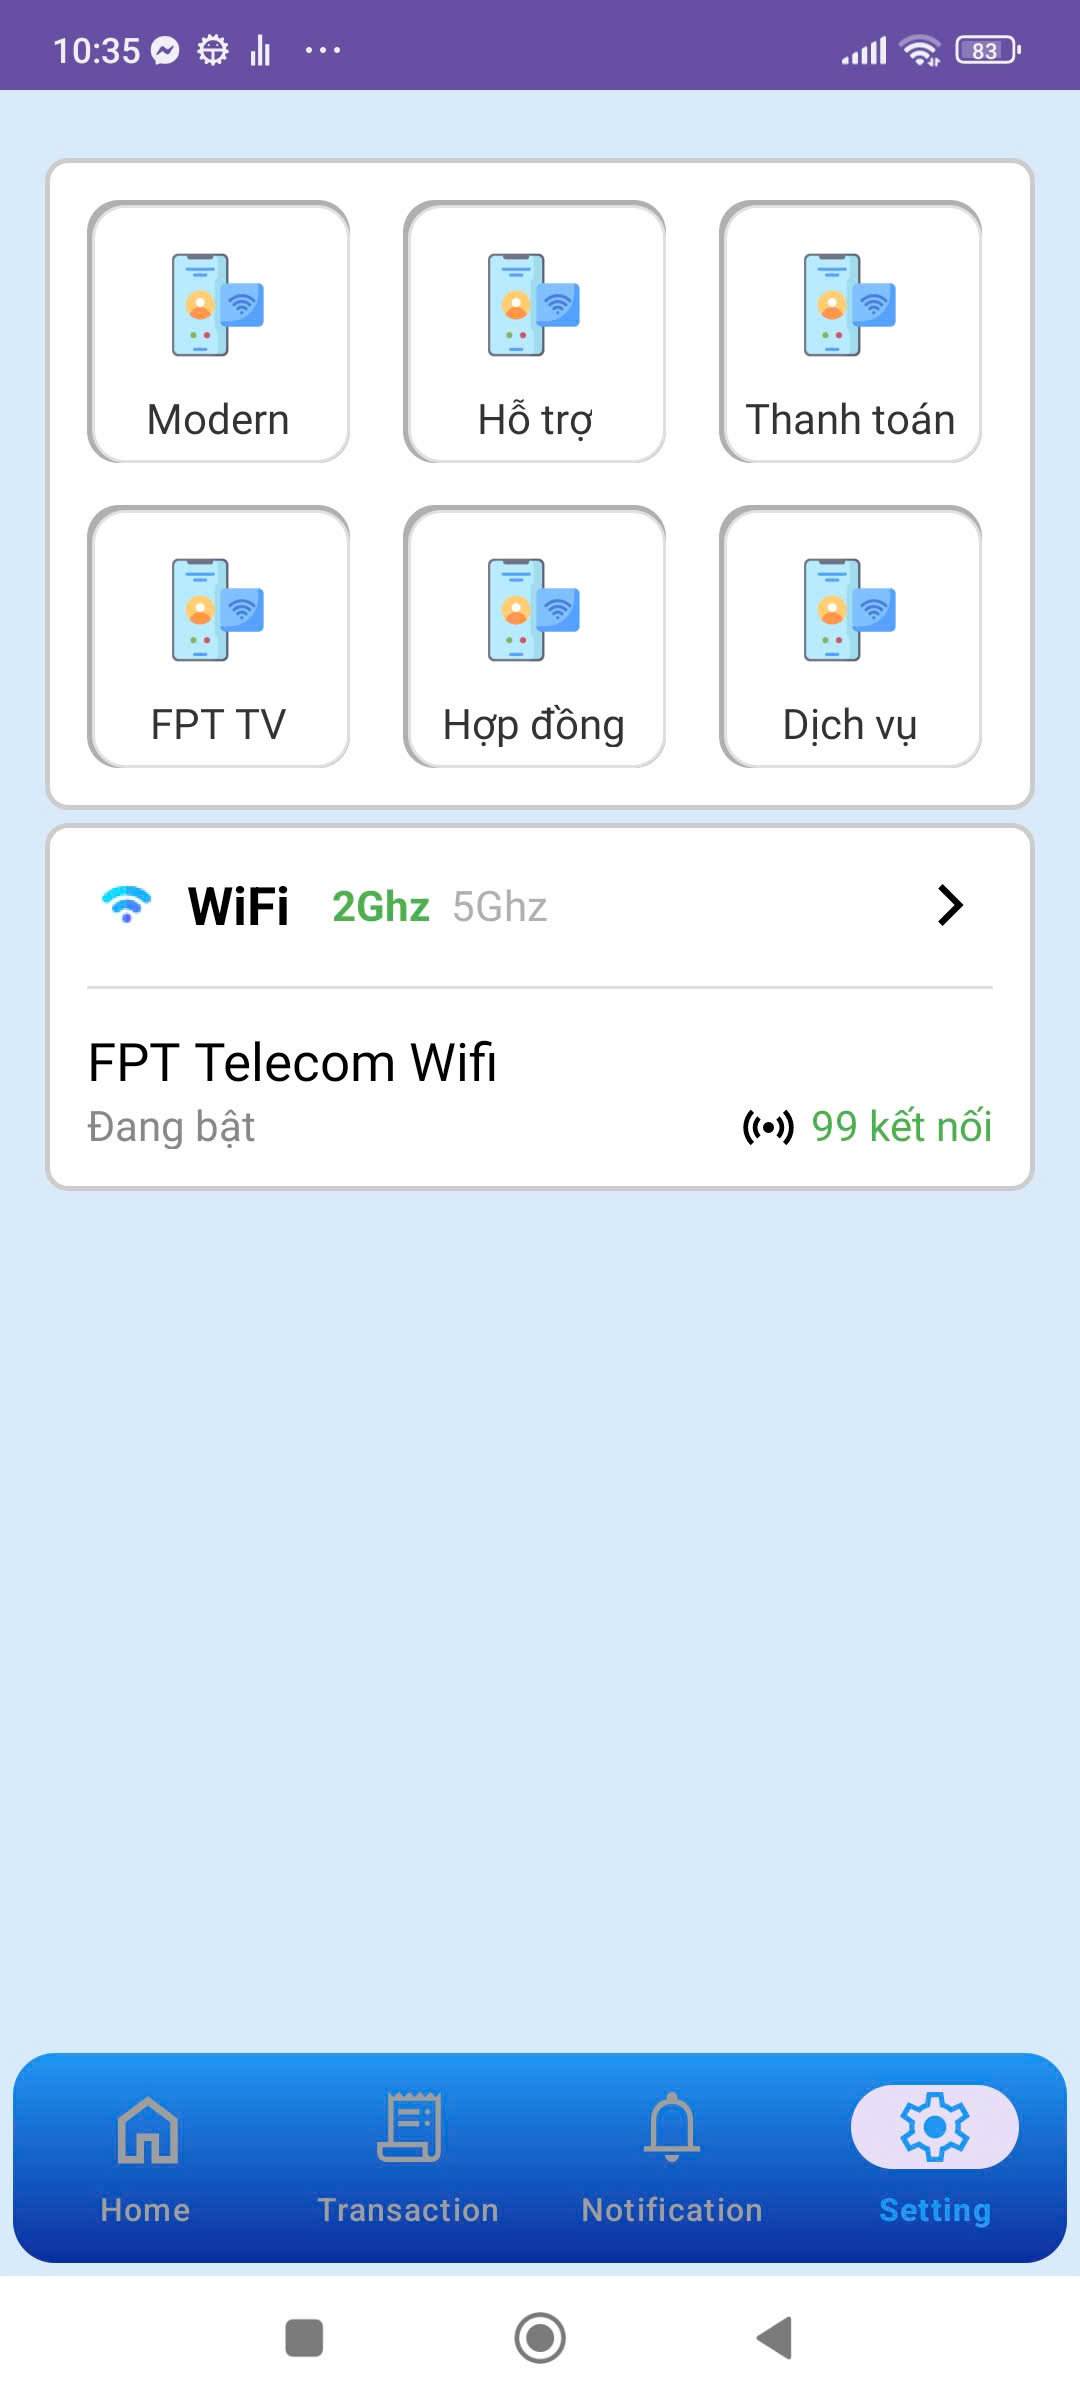 10:35
83
Modern
Hỗ trợ
Thanh toán
FPT TV
Hợp đồng
Dịch vụ
WiFi 2Ghz 5Ghz
FPT Telecom Wifi
Đang bật
99 kết nối
Home
Transaction
Notification
Setting